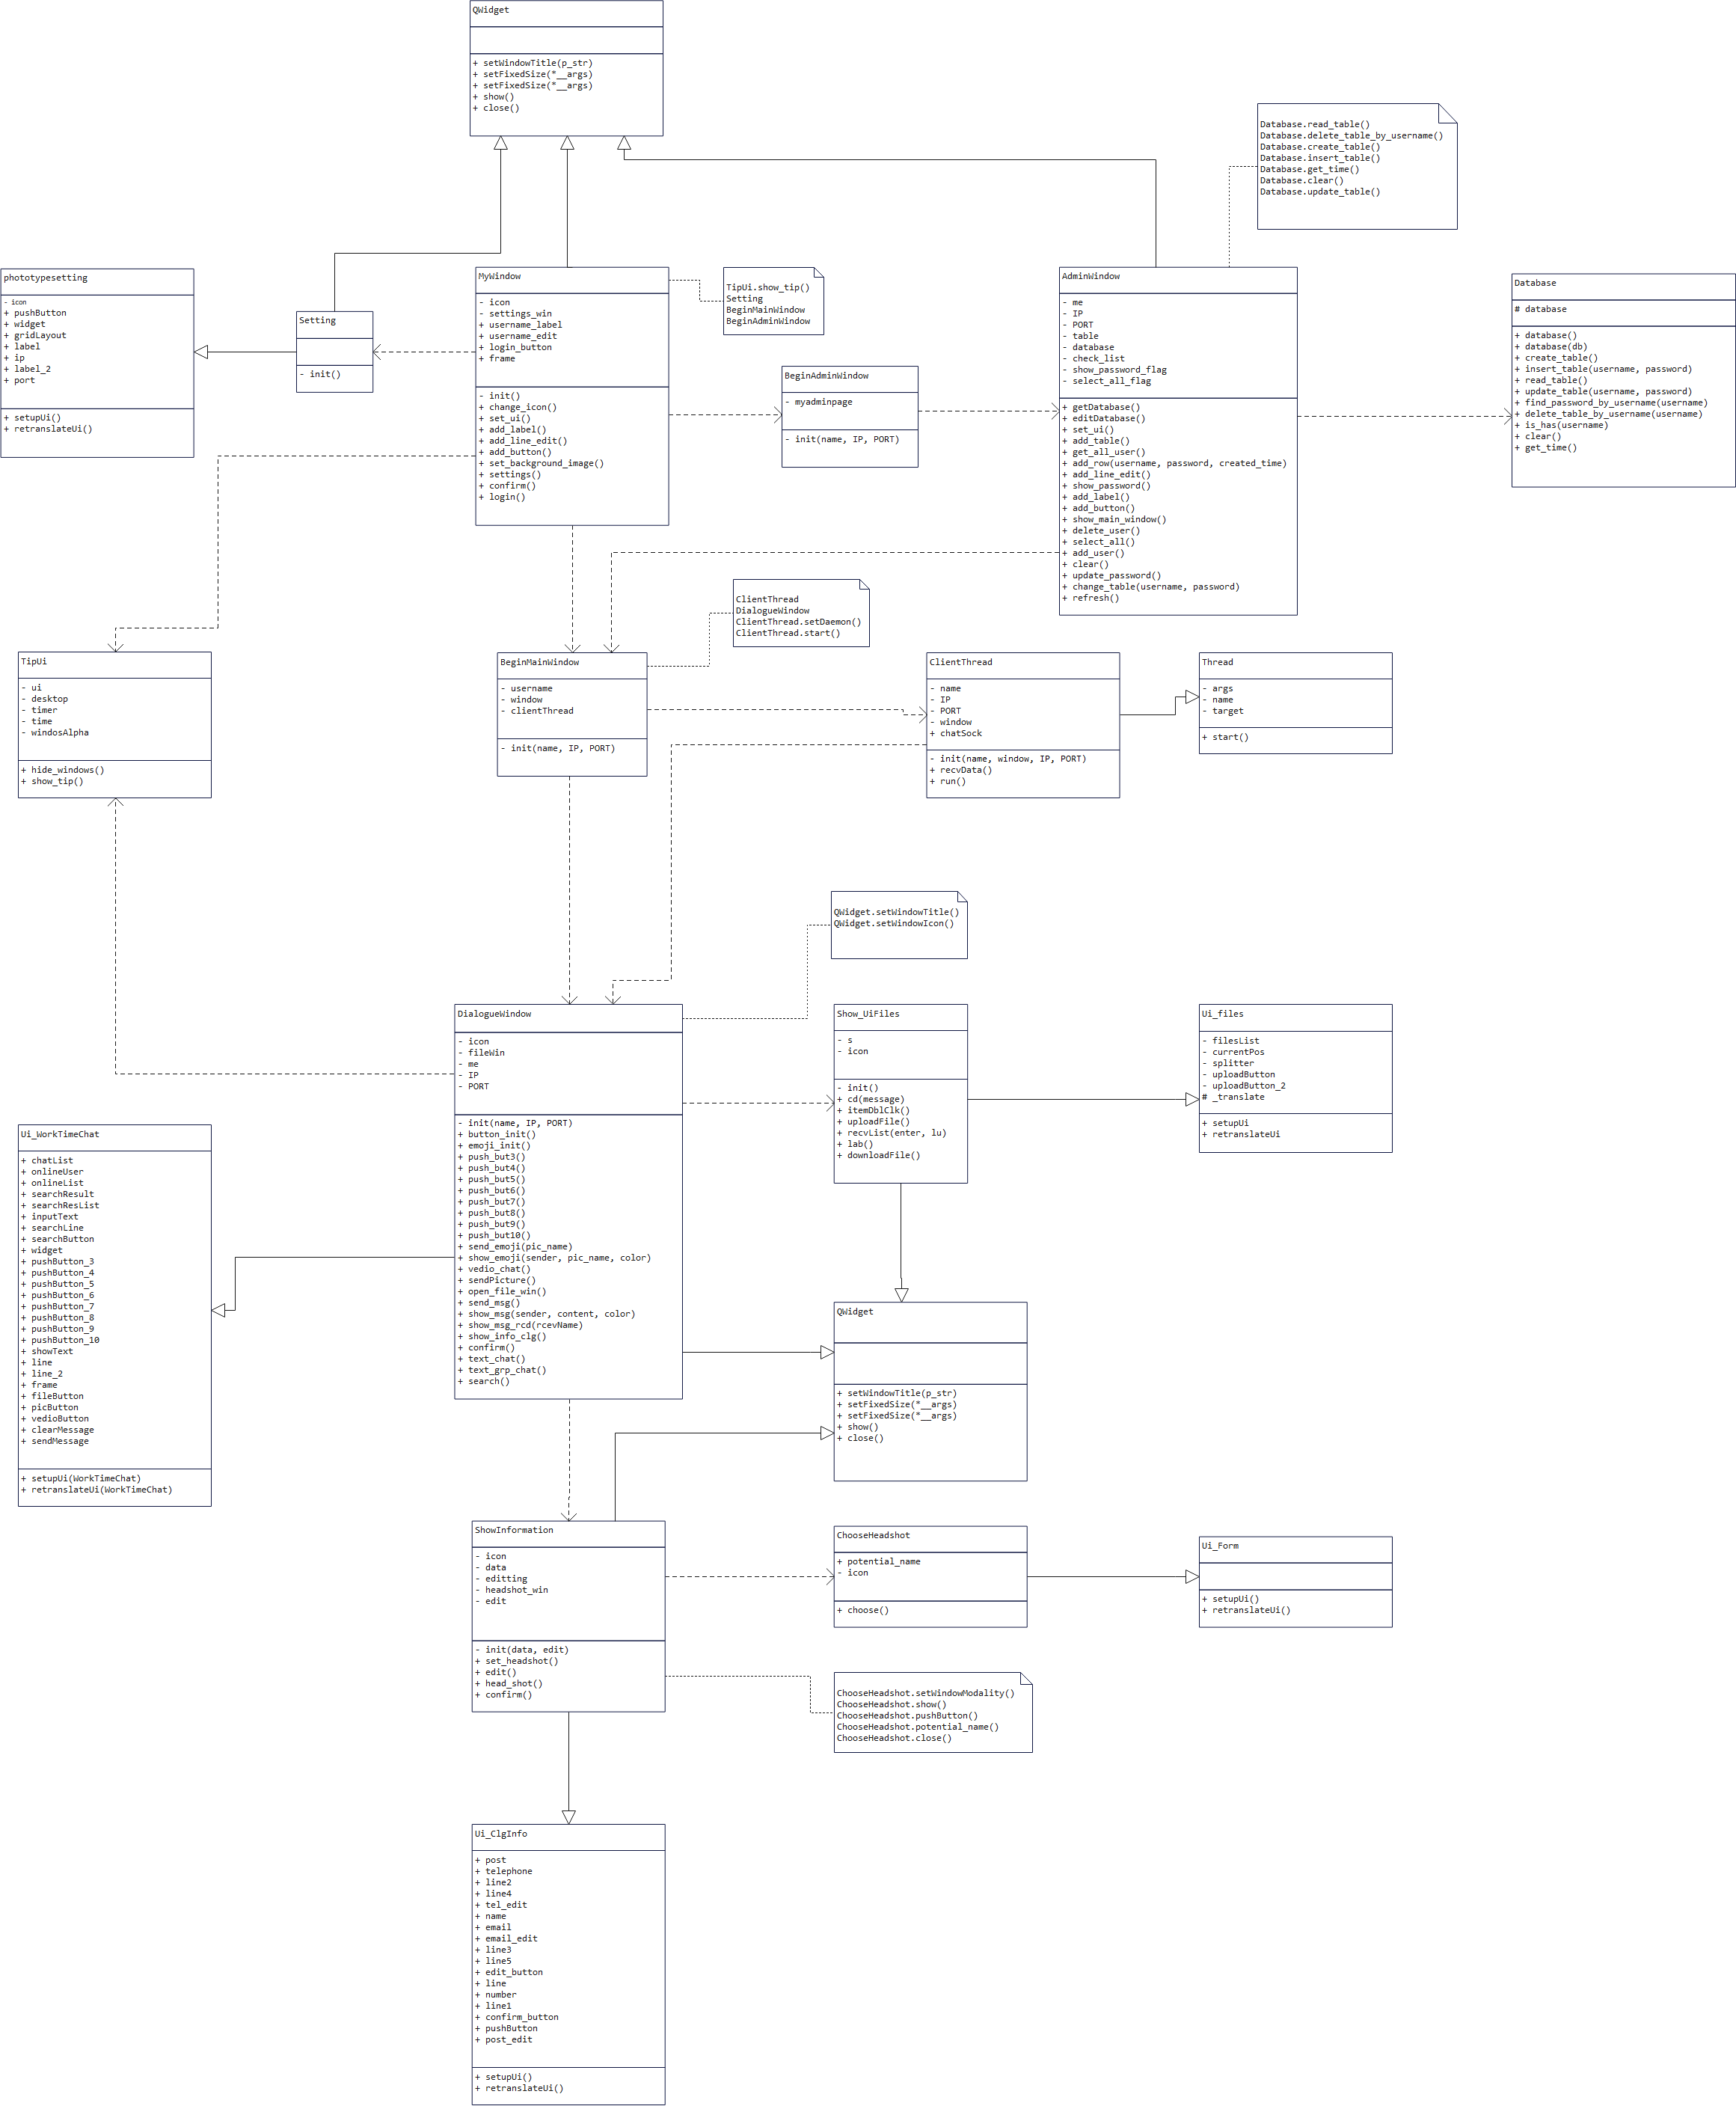 QWidget
+ setWindowTitle(p_str)
+ setFixedSize(*__args)
+ setFixedSize(*__args)
+ show()
+ close()
Database.read_table()
Database.delete_table_by_username()
Database.create_table()
Database.insert_table()
Database.get_time()
Database.clear()
Database.update_table()
phototypesetting
- icon
+ pushButton
+ widget
+ gridLayout
+ label
+ ip
+ label_2
+ port
+ setupUi()
+ retranslateUi()
Setting
- init()
MyWindow
- icon
- settings_win
+ username_label
+ username_edit
+ login_button
+ frame
- init()
+ change_icon()
+ set_ui()
+ add_label()
+ add_line_edit()
+ add_button()
+ set_background_image()
+ settings()
+ confirm()
+ login()
TipUi.show_tip()
Setting
BeginMainWindow
BeginAdminWindow
BeginAdminWindow
- myadminpage
- init(name, IP, PORT)
AdminWindow
- me
- IP
- PORT
- table
- database
- check_list
- show_password_flag
- select_all_flag
+ getDatabase()
+ editDatabase()
+ set_ui()
+ add_table()
+ get_all_user()
+ add_row(username, password, created_time)
+ add_line_edit()
+ show_password()
+ add_label()
+ add_button()
+ show_main_window()
+ delete_user()
+ select_all()
+ add_user()
+ clear()
+ update_password()
+ change_table(username, password)
+ refresh()
Database
# database
+ database()
+ database(db)
+ create_table()
+ insert_table(username, password)
+ read_table()
+ update_table(username, password)
+ find_password_by_username(username)
+ delete_table_by_username(username)
+ is_has(username)
+ clear()
+ get_time()
ClientThread
DialogueWindow
ClientThread.setDaemon()
ClientThread.start()
TipUi
- ui
- desktop
- timer
- time
- windosAlpha
+ hide_windows()
+ show_tip()
BeginMainWindow
- username
- window
- clientThread
- init(name, IP, PORT)
ClientThread
- name
- IP
- PORT
- window
+ chatSock
- init(name, window, IP, PORT)
+ recvData()
+ run()
Thread
- args
- name
- target
+ start()
QWidget.setWindowTitle()
QWidget.setWindowIcon()
DialogueWindow
- icon
- fileWin
- me
- IP
- PORT
- init(name, IP, PORT)
+ button_init()
+ emoji_init()
+ push_but3()
+ push_but4()
+ push_but5()
+ push_but6()
+ push_but7()
+ push_but8()
+ push_but9()
+ push_but10()
+ send_emoji(pic_name)
+ show_emoji(sender, pic_name, color)
+ vedio_chat()
+ sendPicture()
+ open_file_win()
+ send_msg()
+ show_msg(sender, content, color)
+ show_msg_rcd(rcevName)
+ show_info_clg()
+ confirm()
+ text_chat()
+ text_grp_chat()
+ search()
Show_UiFiles
- s
- icon
- init()
+ cd(message)
+ itemDblClk()
+ uploadFile()
+ recvList(enter, lu)
+ lab()
+ downloadFile()
Ui_files
- filesList
- currentPos
- splitter
- uploadButton
- uploadButton_2
# _translate
+ setupUi
+ retranslateUi
Ui_WorkTimeChat
+ chatList
+ onlineUser
+ onlineList
+ searchResult
+ searchResList
+ inputText
+ searchLine
+ searchButton
+ widget
+ pushButton_3
+ pushButton_4
+ pushButton_5
+ pushButton_6
+ pushButton_7
+ pushButton_8
+ pushButton_9
+ pushButton_10
+ showText
+ line
+ line_2
+ frame
+ fileButton
+ picButton
+ vedioButton
+ clearMessage
+ sendMessage
+ setupUi(WorkTimeChat)
+ retranslateUi(WorkTimeChat)
QWidget
+ setWindowTitle(p_str)
+ setFixedSize(*__args)
+ setFixedSize(*__args)
+ show()
+ close()
ShowInformation
- icon
- data
- editting
- headshot_win
- edit
- init(data, edit)
+ set_headshot()
+ edit()
+ head_shot()
+ confirm()
ChooseHeadshot
+ potential_name
- icon
+ choose()
Ui_Form
+ setupUi()
+ retranslateUi()
ChooseHeadshot.setWindowModality()
ChooseHeadshot.show()
ChooseHeadshot.pushButton()
ChooseHeadshot.potential_name()
ChooseHeadshot.close()
Ui_ClgInfo
+ post
+ telephone
+ line2
+ line4
+ tel_edit
+ name
+ email
+ email_edit
+ line3
+ line5
+ edit_button
+ line
+ number
+ line1
+ confirm_button
+ pushButton
+ post_edit
+ setupUi()
+ retranslateUi()